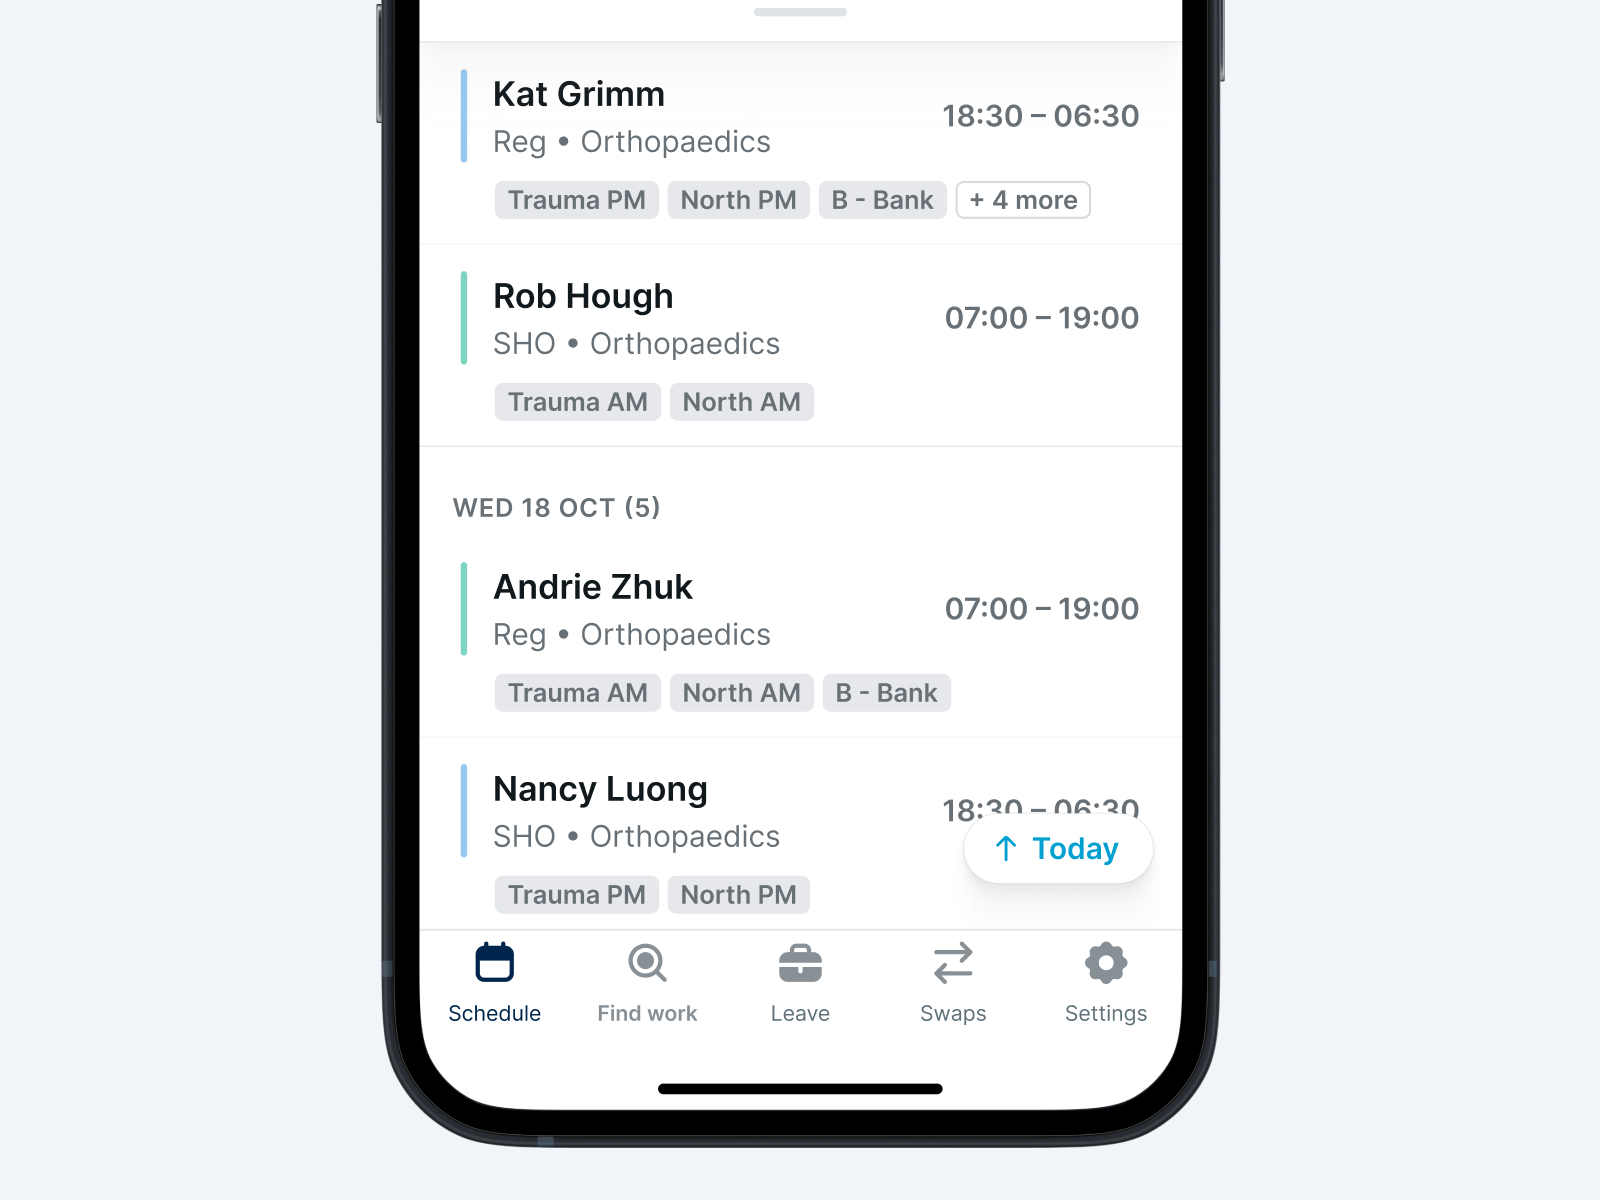 Kat Grimm
18:30 – 06:30
Reg • Orthopaedics
Trauma PM North PM B - Bank + 4 more
Rob Hough
07:00 – 19:00
SHO • Orthopaedics
Trauma AM North AM
WED 18 OCT (5)
Andrie Zhuk
07:00 – 19:00
Reg • Orthopaedics
Trauma AM North AM B - Bank
Nancy Luong
18:30 – 06:30
SHO • Orthopaedics
↑ Today
Trauma PM North PM
Schedule Find work Leave Swaps Settings